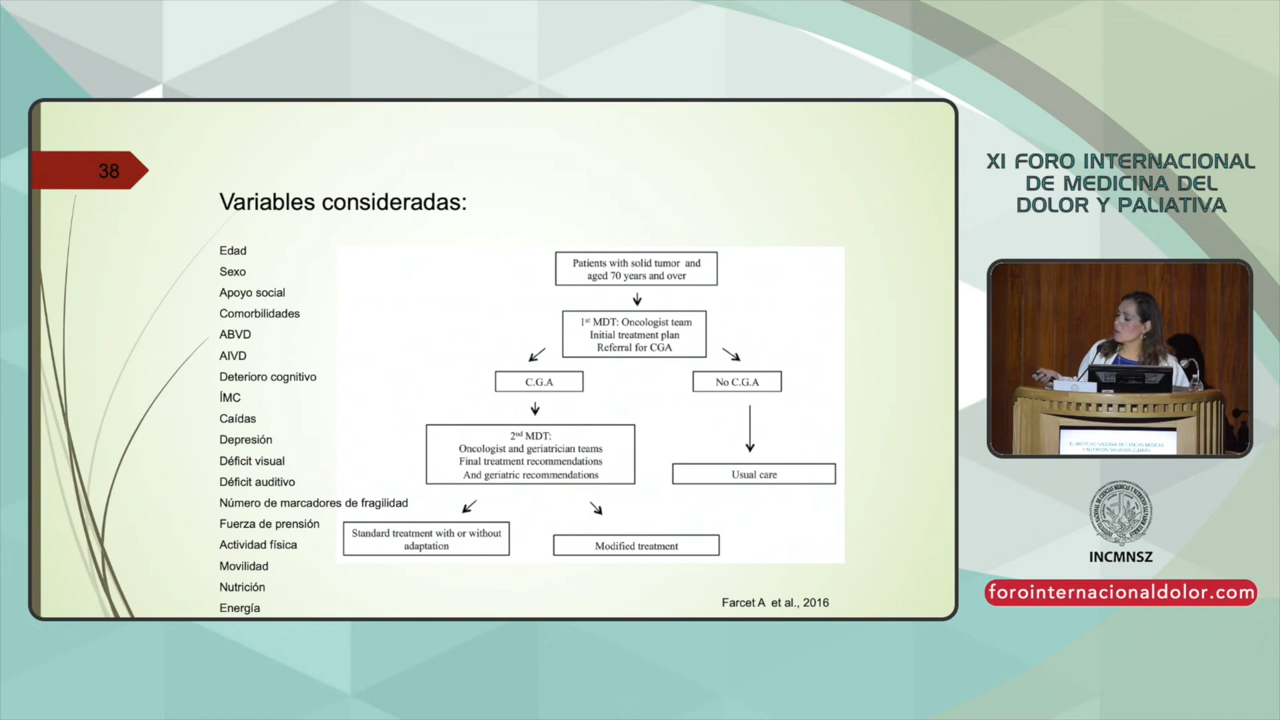 38
Variables consideradas:
Edad
Sexo
Apoyo social
Comorbilidades
ABVD
AIVD
Deterioro cognitivo
ÍMC
Caídas
Depresión
Déficit visual
Déficit auditivo
Número de marcadores de fragilidad
Fuerza de prensión
Actividad física
Movilidad
Nutrición
Energía
Patients with solid tumor and
aged 70 years and over
1st MDT: Oncologist team
Initial treatment plan
Referral for CGA
C.G.A
No C.G.A
2nd MDT:
Oncologist and geriatrician teams
Final treatment recommendations
And geriatric recommendations
Usual care
Standard treatment with or without
adaptation
Modified treatment
Farcet A et al., 2016
XI FORO INTERNACIONAL
DE MEDICINA DEL
DOLOR Y PALIATIVA
INCMNSZ
forointernacionaldolor.com